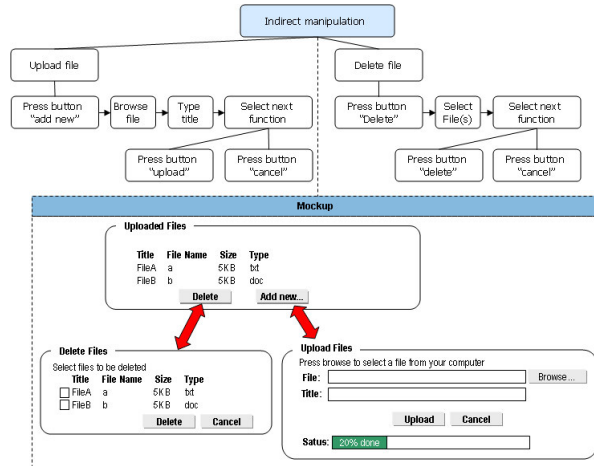 Indirect manipulation
Upload file
Delete file
Press button
"add new"
Browse
file
Type
title
Select next
function
Press button
"Delete"
Select
File(s)
Select next
function
Press button
"upload"
Press button
"cancel"
Press button
"delete"
Press button
"cancel"
Mockup
Uploaded Files
Title File Name Size Type
FileA a 5KB txt
FileB b 5KB doc
Delete Add new...
Delete Files
Select files to be deleted
Title File Name Size Type
FileA a 5KB txt
FileB b 5KB doc
Delete Cancel
Upload Files
Press browse to select a file from your computer
File: Browse...
Title:
Upload Cancel
Satus: 20% done